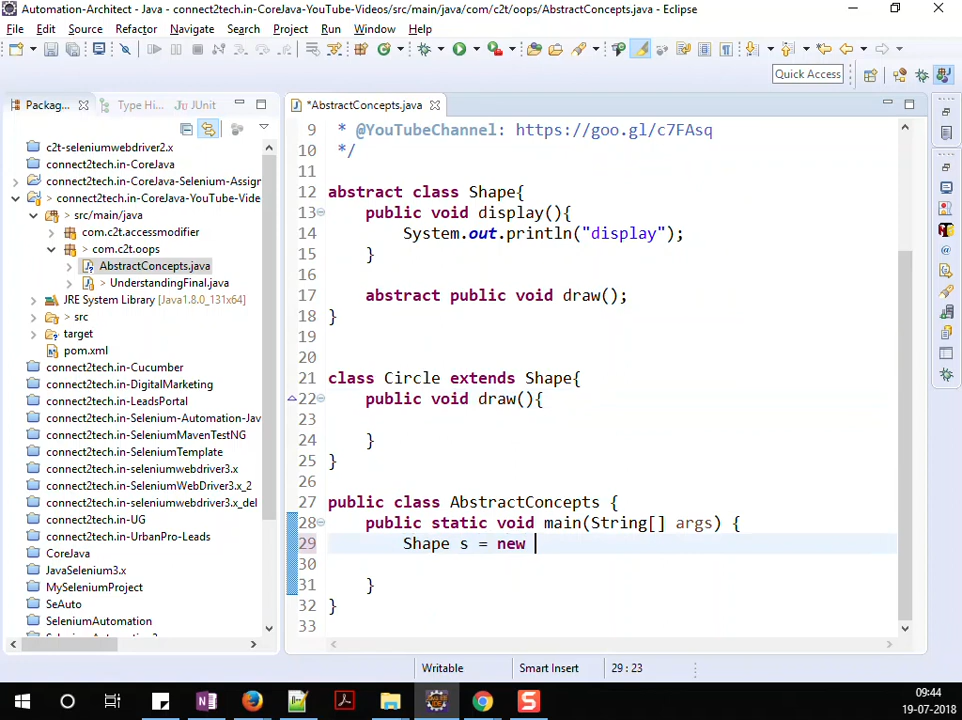 Automation-Architect - Java - connect2tech.in-CoreJava-YouTube-Videos/src/main/java/com/c2t/oops/AbstractConcepts.java - Eclipse
File Edit Source Refactor Navigate Search Project Run Window Help
Quick Access
Packag...
Type Hi...
JUnit
c2t-seleniumwebdriver2.x
connect2tech.in-CoreJava
connect2tech.in-CoreJava-Selenium-Assign
> connect2tech.in-CoreJava-YouTube-Vide
> src/main/java
com.c2t.accessmodifier
> com.c2t.oops
AbstractConcepts.java
> UnderstandingFinal.java
JRE System Library [Java1.8.0_131x64]
> src
target
pom.xml
connect2tech.in-Cucumber
connect2tech.in-DigitalMarketing
connect2tech.in-LeadsPortal
connect2tech.in-Selenium-Automation-Jav
connect2tech.in-SeleniumMavenTestNG
connect2tech.in-SeleniumTemplate
connect2tech.in-seleniumwebdriver3.x
connect2tech.in-SeleniumWebDriver3.x_2
connect2tech.in-seleniumwebdriver3.x_del
connect2tech.in-UG
connect2tech.in-UrbanPro-Leads
CoreJava
JavaSelenium3.x
MySeleniumProject
SeAuto
SeleniumAutomation
*AbstractConcepts.java
9 * @YouTubeChannel: https://goo.gl/c7FAsq
10 */
11
12 abstract class Shape{
13 public void display(){
14 System.out.println("display");
15 }
16
17 abstract public void draw();
18 }
19
20
21 class Circle extends Shape{
22 public void draw(){
23
24 }
25 }
26
27 public class AbstractConcepts {
28 public static void main(String[] args) {
29 Shape s = new
30
31 }
32 }
33
Writable Smart Insert 29 : 23
09:44
19-07-2018